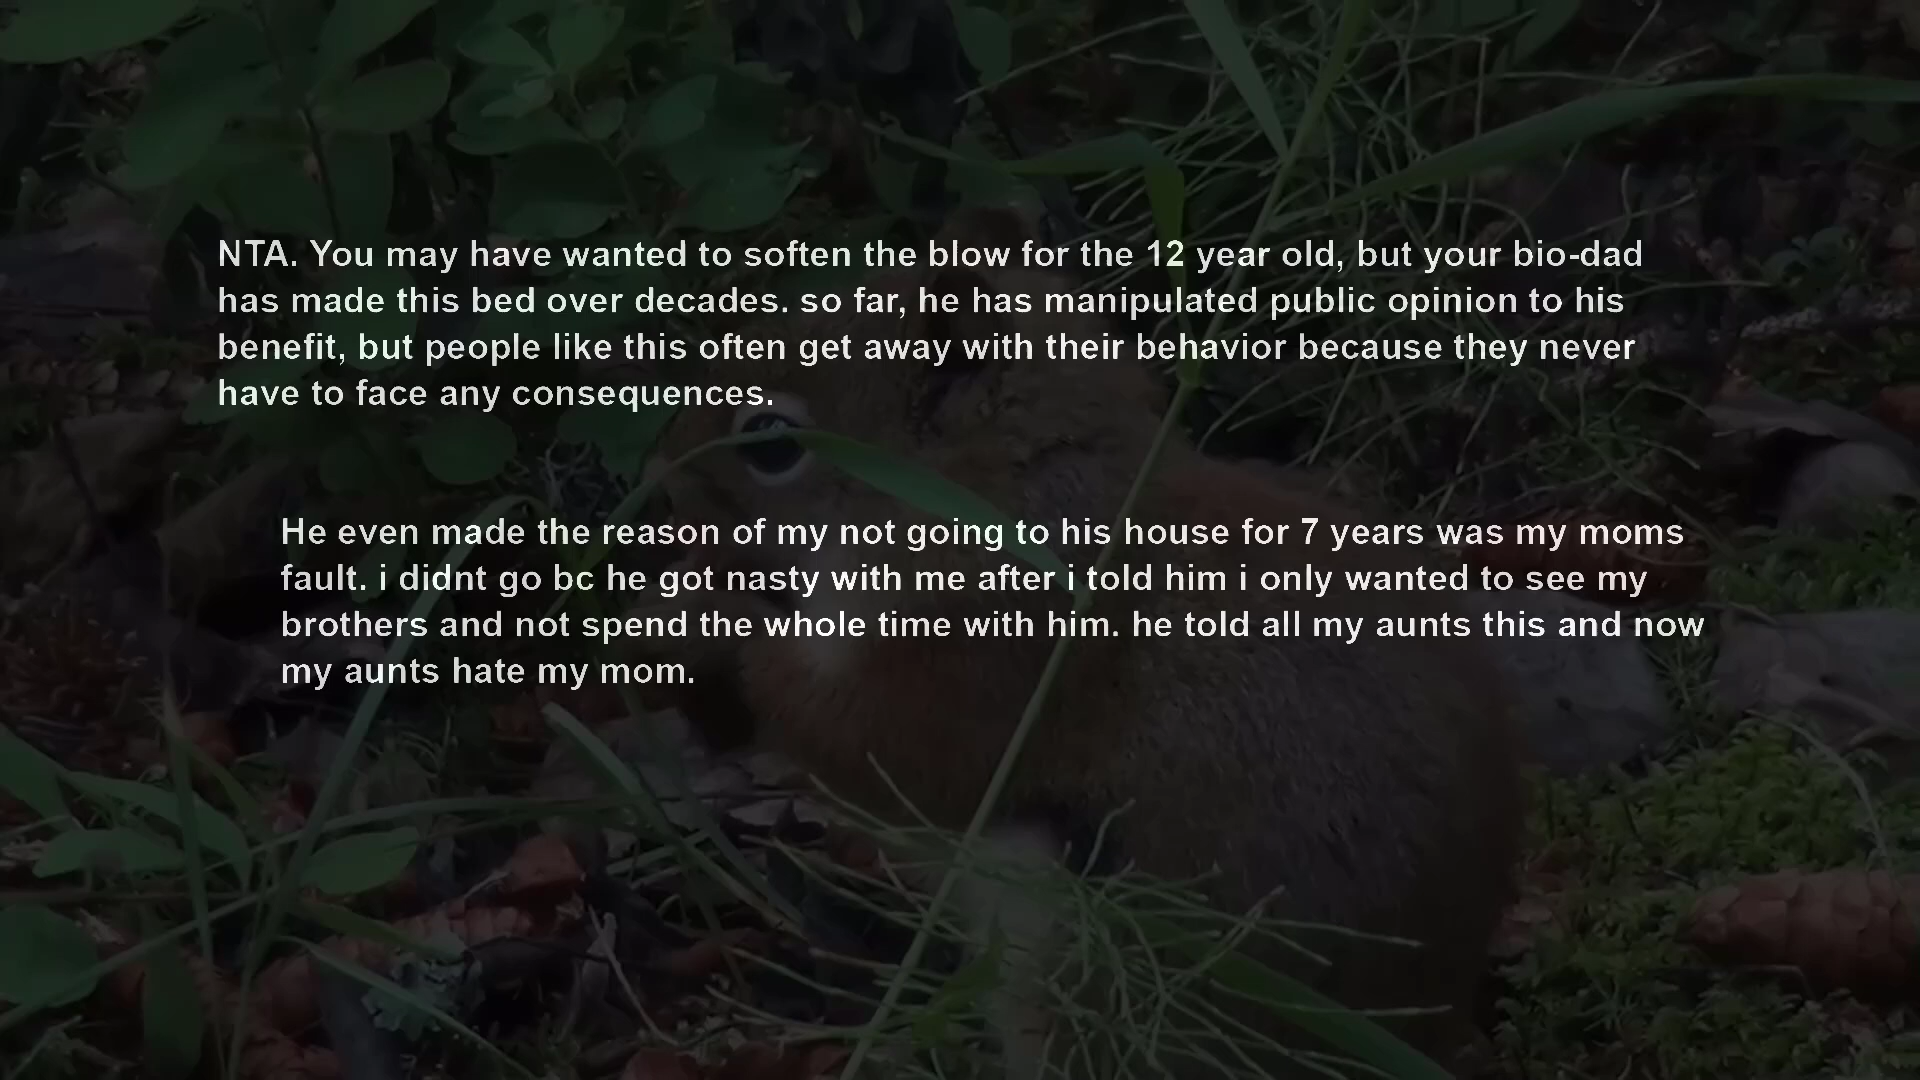 NTA. You may have wanted to soften the blow for the 12 year old, but your bio-dad
has made this bed over decades. so far, he has manipulated public opinion to his
benefit, but people like this often get away with their behavior because they never
have to face any consequences.
He even made the reason of my not going to his house for 7 years was my moms
fault. i didnt go bc he got nasty with me after i told him i only wanted to see my
brothers and not spend the whole time with him. he told all my aunts this and now
my aunts hate my mom.